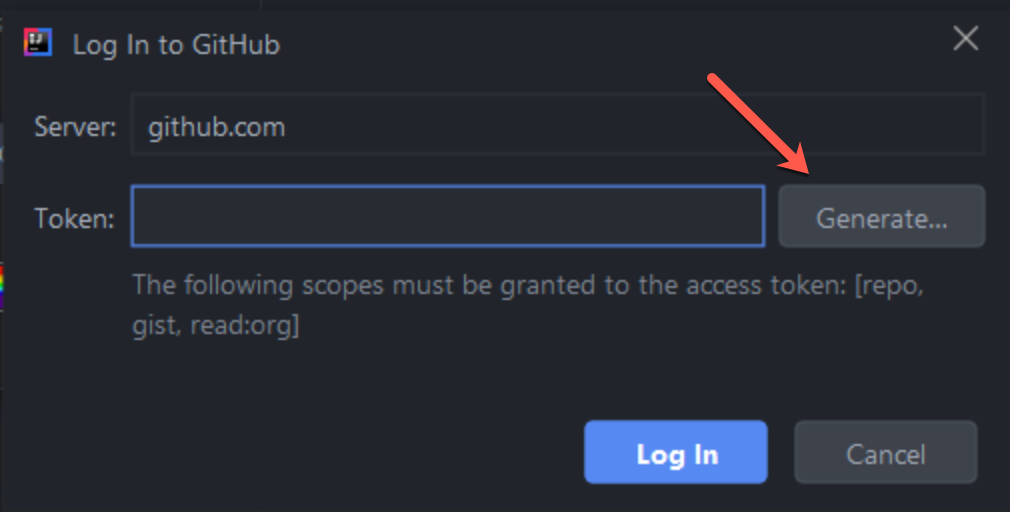 Log In to GitHub
Server: github.com
Token: Generate...
The following scopes must be granted to the access token: [repo,
gist, read:org]
Log In Cancel